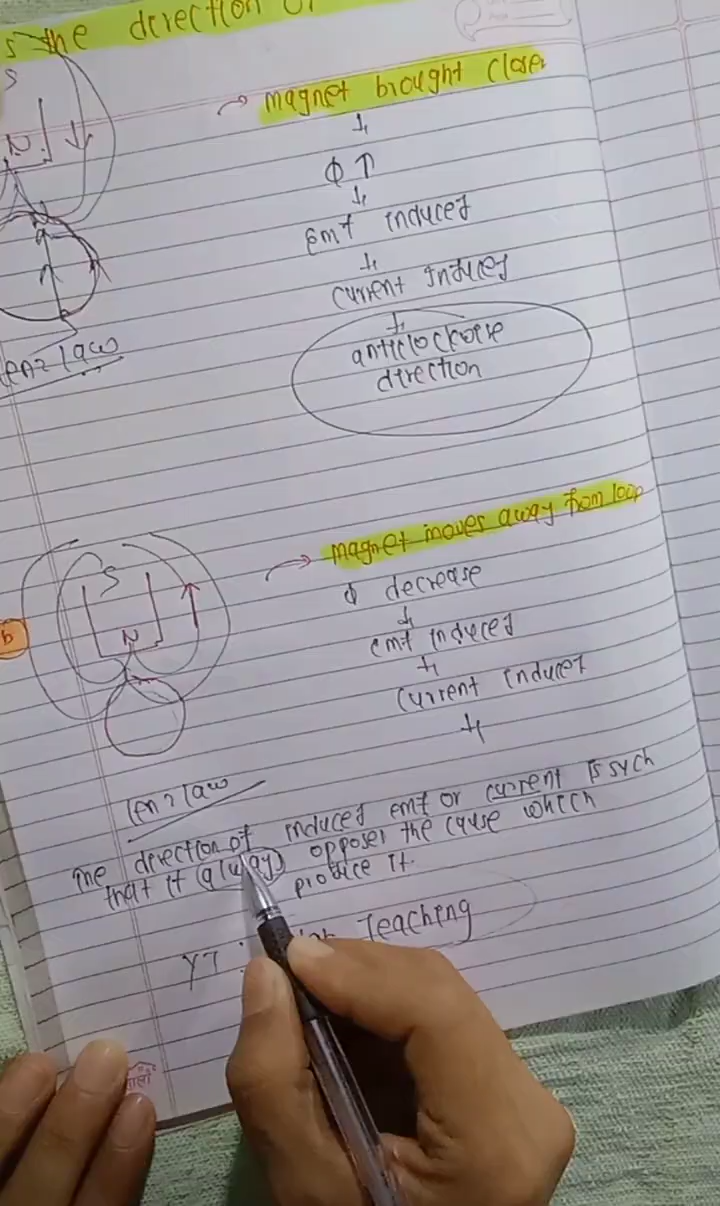 s the direction of
S
magnet brought closer
N
ϕ ↑
N
Emf induced
current induced
lenz law
anticlockwise
direction
magnet moves away from loop
S
ϕ decrease
b
N
emf induced
current induced
lenz law
The direction of induced emf or current is such
that it always opposes the cause which
produce it.
YT : Teaching